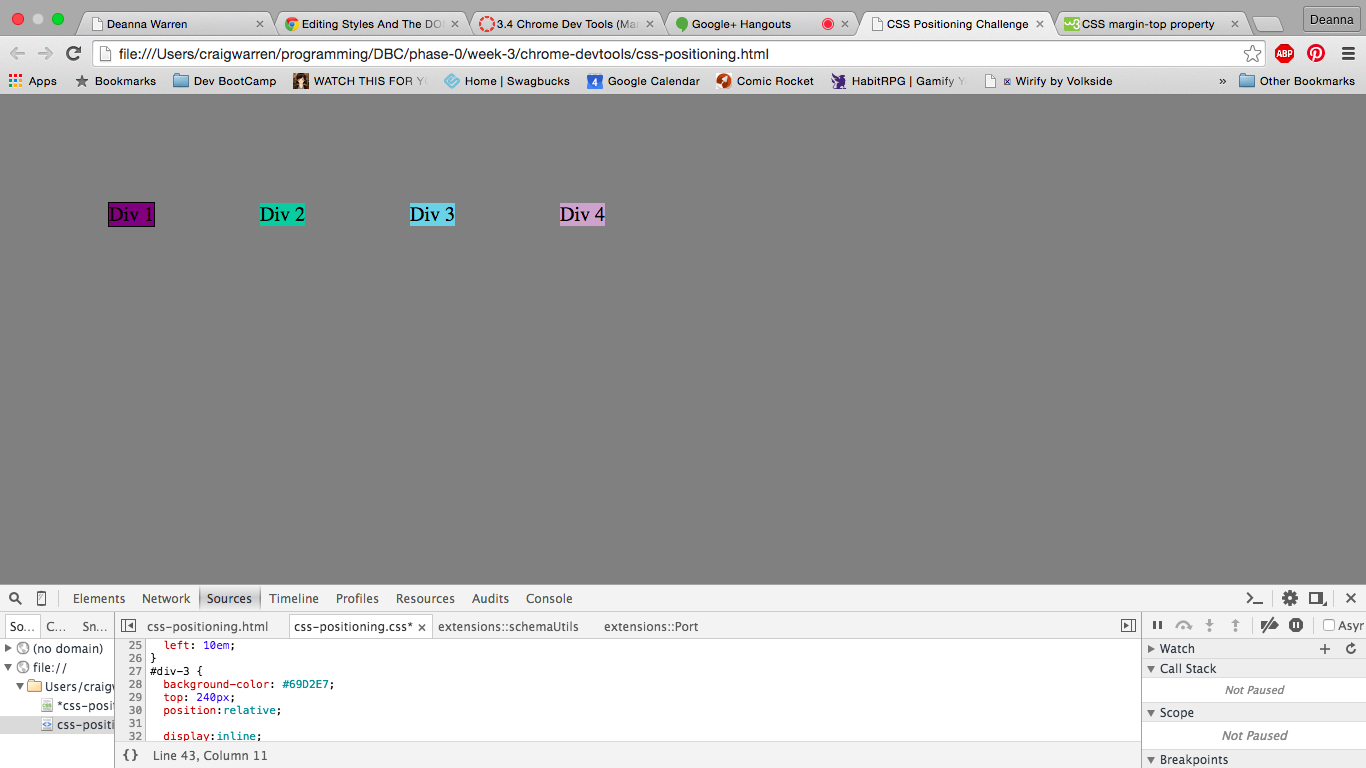 Deanna Warren
Editing Styles And The DO
3.4 Chrome Dev Tools (Ma
Google+ Hangouts
CSS Positioning Challenge
CSS margin-top property
Deanna
file:///Users/craigwarren/programming/DBC/phase-0/week-3/chrome-devtools/css-positioning.html
ABP
Apps
Bookmarks
Dev BootCamp
WATCH THIS FOR YO
Home | Swagbucks
4 Google Calendar
Comic Rocket
HabitRPG | Gamify Y
Wirify by Volkside
»
Other Bookmarks
Div 1 Div 2 Div 3 Div 4
Elements Network Sources Timeline Profiles Resources Audits Console
So... C... Sn...
css-positioning.html css-positioning.css* × extensions::schemaUtils extensions::Port
Asyr
(no domain)
file://
Users/craigw
*css-posi
css-positi
25 left: 10em;
26 }
27 #div-3 {
28 background-color: #69D2E7;
29 top: 240px;
30 position:relative;
31
32 display:inline;
{} Line 43, Column 11
Watch
Call Stack
Not Paused
Scope
Not Paused
Breakpoints